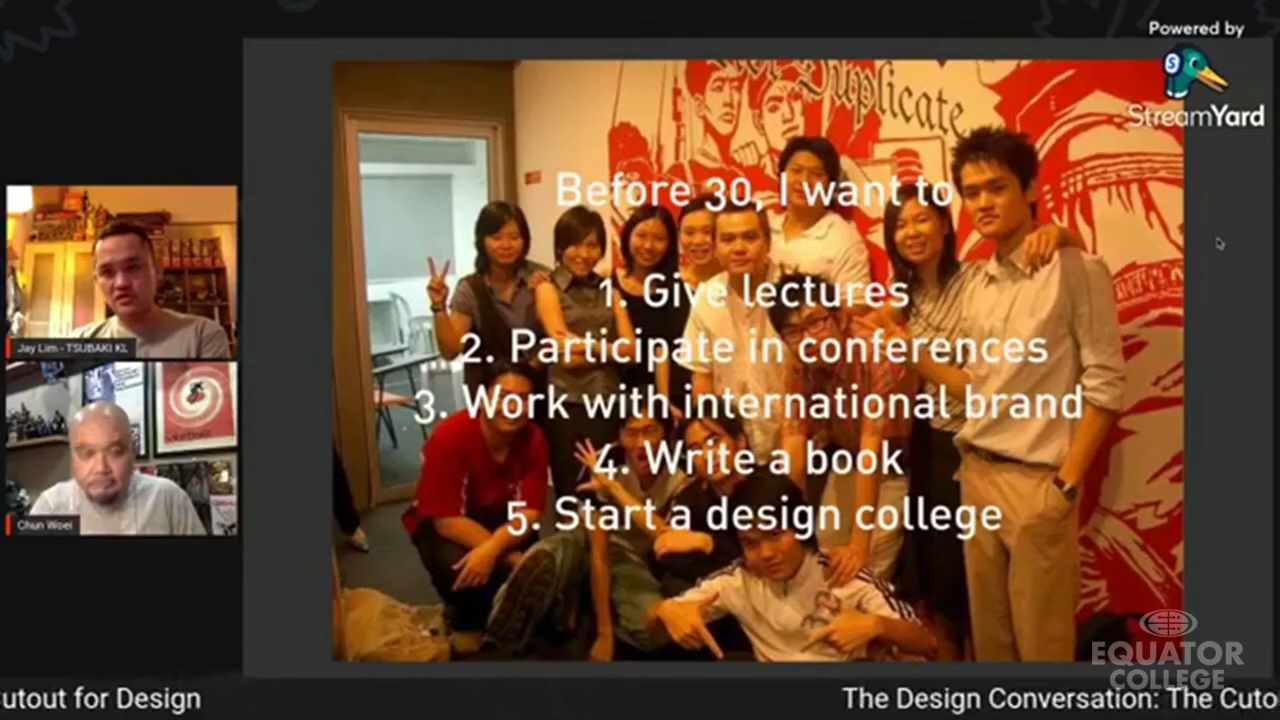 Powered by
StreamYard
Not Duplicate
Before 30, I want to
1. Give lectures
2. Participate in conferences
3. Work with international brand
4. Write a book
5. Start a design college
Jay Lim - TSUBAKI KL
Chun Woei
EQUATOR
COLLEGE
utout for Design
The Design Conversation: The Cuto